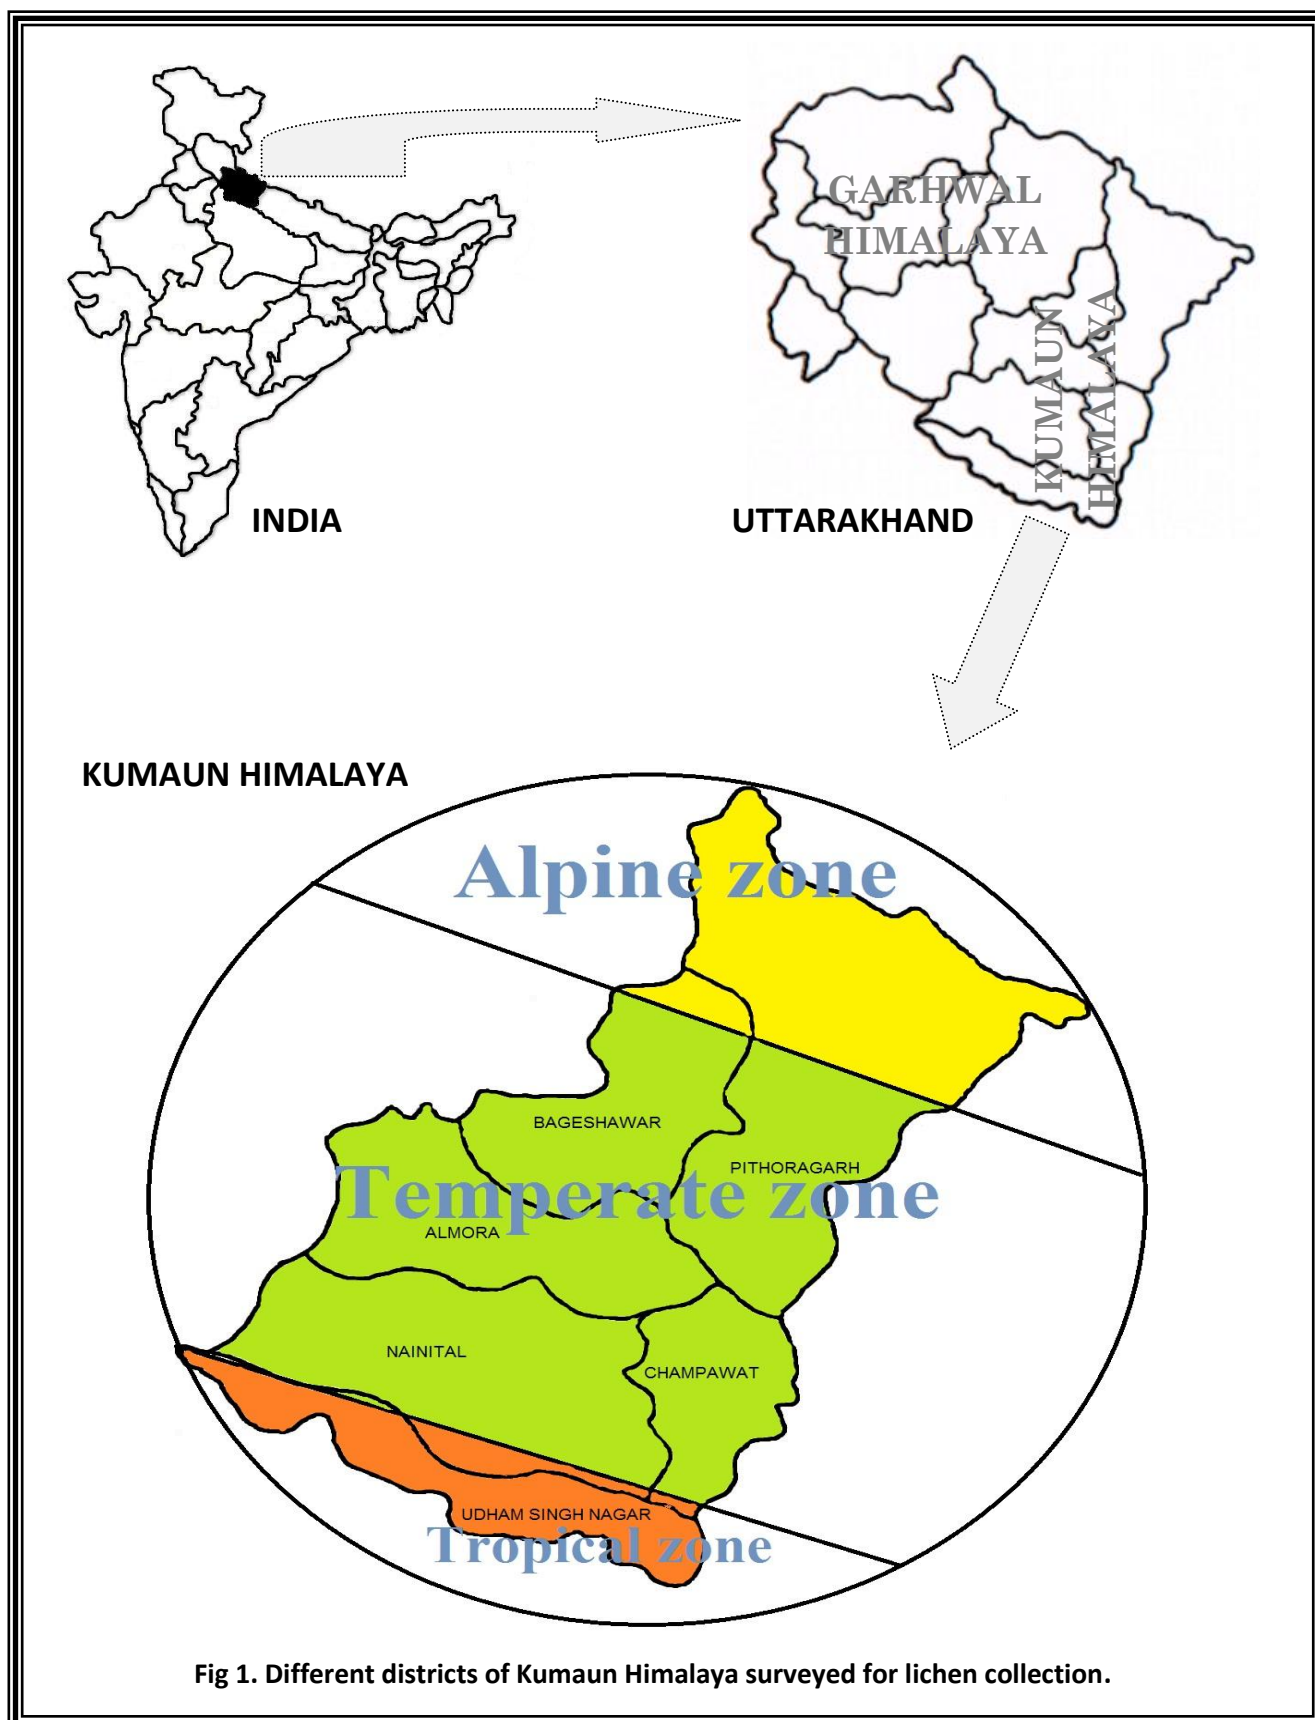 GARHWAL
HIMALAYA
KUMAUN
HIMALAYA
INDIA
UTTARAKHAND
KUMAUN HIMALAYA
Alpine zone
BAGESHAWAR
PITHORAGARH
Temperate zone
ALMORA
NAINITAL
CHAMPAWAT
UDHAM SINGH NAGAR
Tropical zone
Fig 1. Different districts of Kumaun Himalaya surveyed for lichen collection.